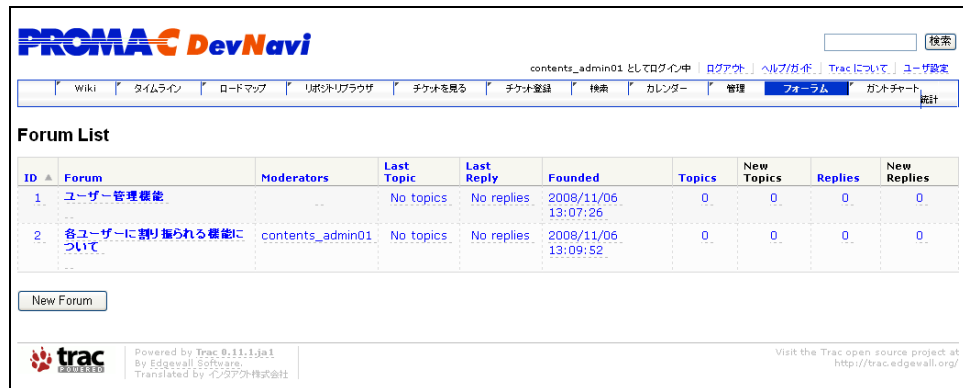 PROMA-C DevNavi
検索
contents_admin01 としてログイン中 ログアウト ヘルプ/ガイド Trac について ユーザ設定
Wiki タイムライン ロードマップ リポジトリブラウザ チケットを見る チケット登録 検索 カレンダー 管理 フォーラム ガントチャート
統計
Forum List
ID Forum Moderators Last Topic Last Reply Founded Topics New Topics Replies New Replies
1 ユーザー管理機能 -- No topics No replies 2008/11/06 13:07:26 0 0 0 0
--
2 各ユーザーに割り振られる機能に contents_admin01 No topics No replies 2008/11/06 13:09:52 0 0 0 0
ついて
--
New Forum
trac POWERED
Powered by Trac 0.11.1.ja1
By Edgewall Software.
Translated by インタアクト株式会社
Visit the Trac open source project at
http://trac.edgewall.org/